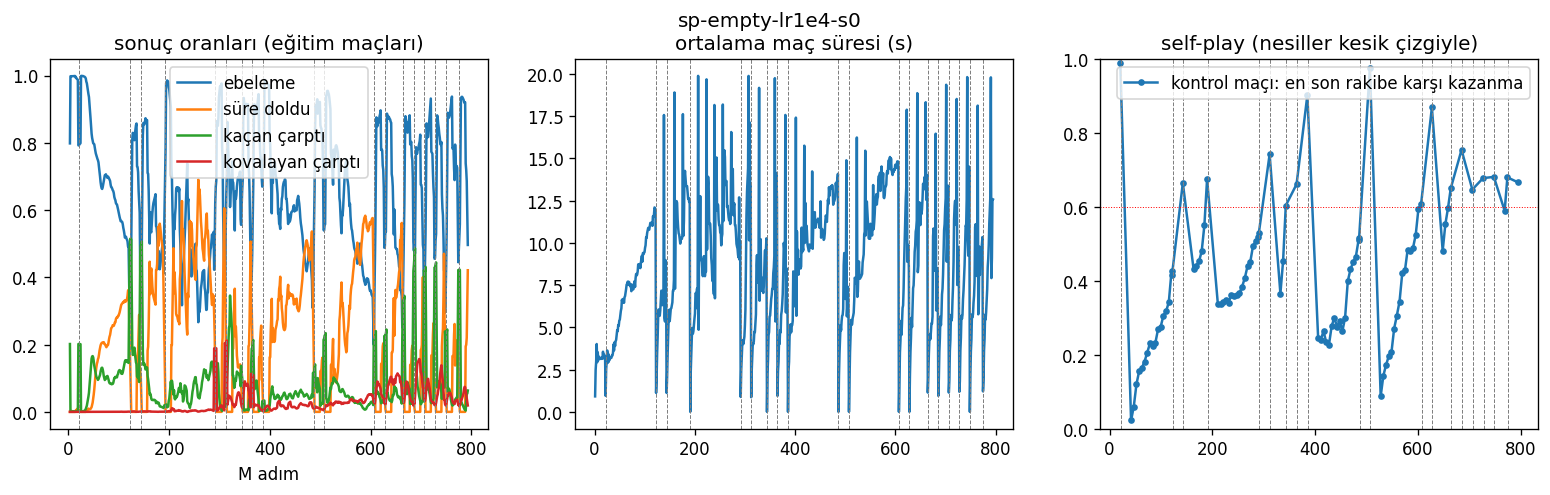 sp-empty-lr1e4-s0
sonuç oranları (eğitim maçları)
ebeleme
süre doldu
kaçan çarptı
kovalayan çarptı
1.0
0.8
0.6
0.4
0.2
0.0
0 200 400 600 800
M adım
ortalama maç süresi (s)
20.0
17.5
15.0
12.5
10.0
7.5
5.0
2.5
0.0
0 200 400 600 800
self-play (nesiller kesik çizgiyle)
kontrol maçı: en son rakibe karşı kazanma
1.0
0.8
0.6
0.4
0.2
0.0
0 200 400 600 800